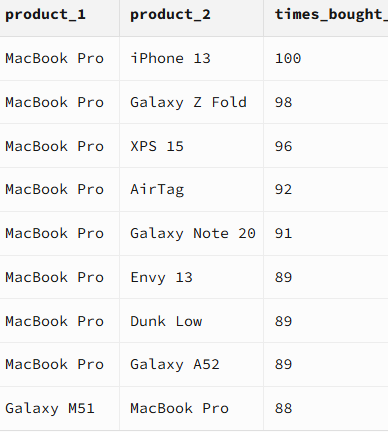 product_1 product_2 times_bought_
MacBook Pro iPhone 13 100
MacBook Pro Galaxy Z Fold 98
MacBook Pro XPS 15 96
MacBook Pro AirTag 92
MacBook Pro Galaxy Note 20 91
MacBook Pro Envy 13 89
MacBook Pro Dunk Low 89
MacBook Pro Galaxy A52 89
Galaxy M51 MacBook Pro 88